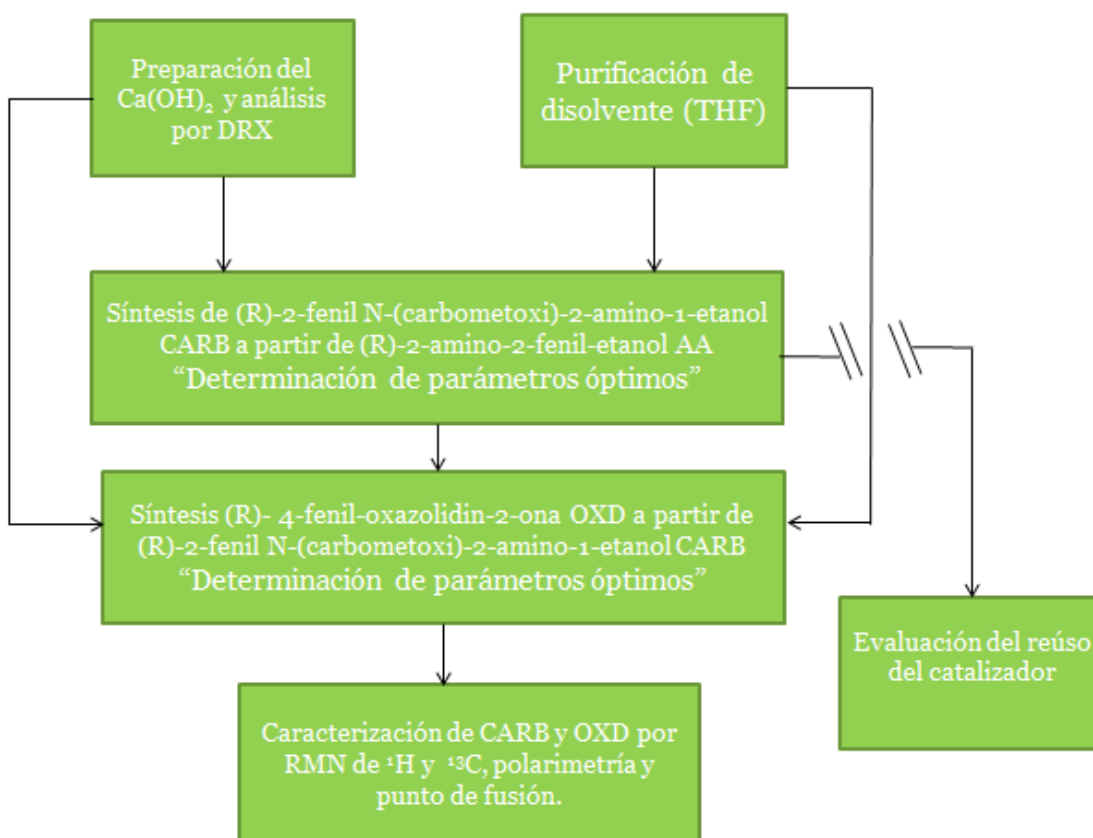 Preparación del
Ca(OH)₂ y análisis
por DRX
Purificación de
disolvente (THF)
Síntesis de (R)-2-fenil N-(carbometoxi)-2-amino-1-etanol
CARB a partir de (R)-2-amino-2-fenil-etanol AA
“Determinación de parámetros óptimos”
Síntesis (R)- 4-fenil-oxazolidin-2-ona OXD a partir de
(R)-2-fenil N-(carbometoxi)-2-amino-1-etanol CARB
“Determinación de parámetros óptimos”
Evaluación del reúso
del catalizador
Caracterización de CARB y OXD por
RMN de ¹H y ¹³C, polarimetría y
punto de fusión.